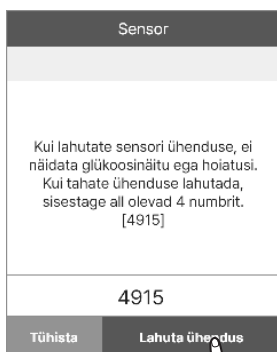 Sensor
Kui lahutate sensori ühenduse, ei
näidata glükoosinäitu ega hoiatusi.
Kui tahate ühenduse lahutada,
sisestage all olevad 4 numbrit.
[4915]
4915
Tühista Lahuta ühendus